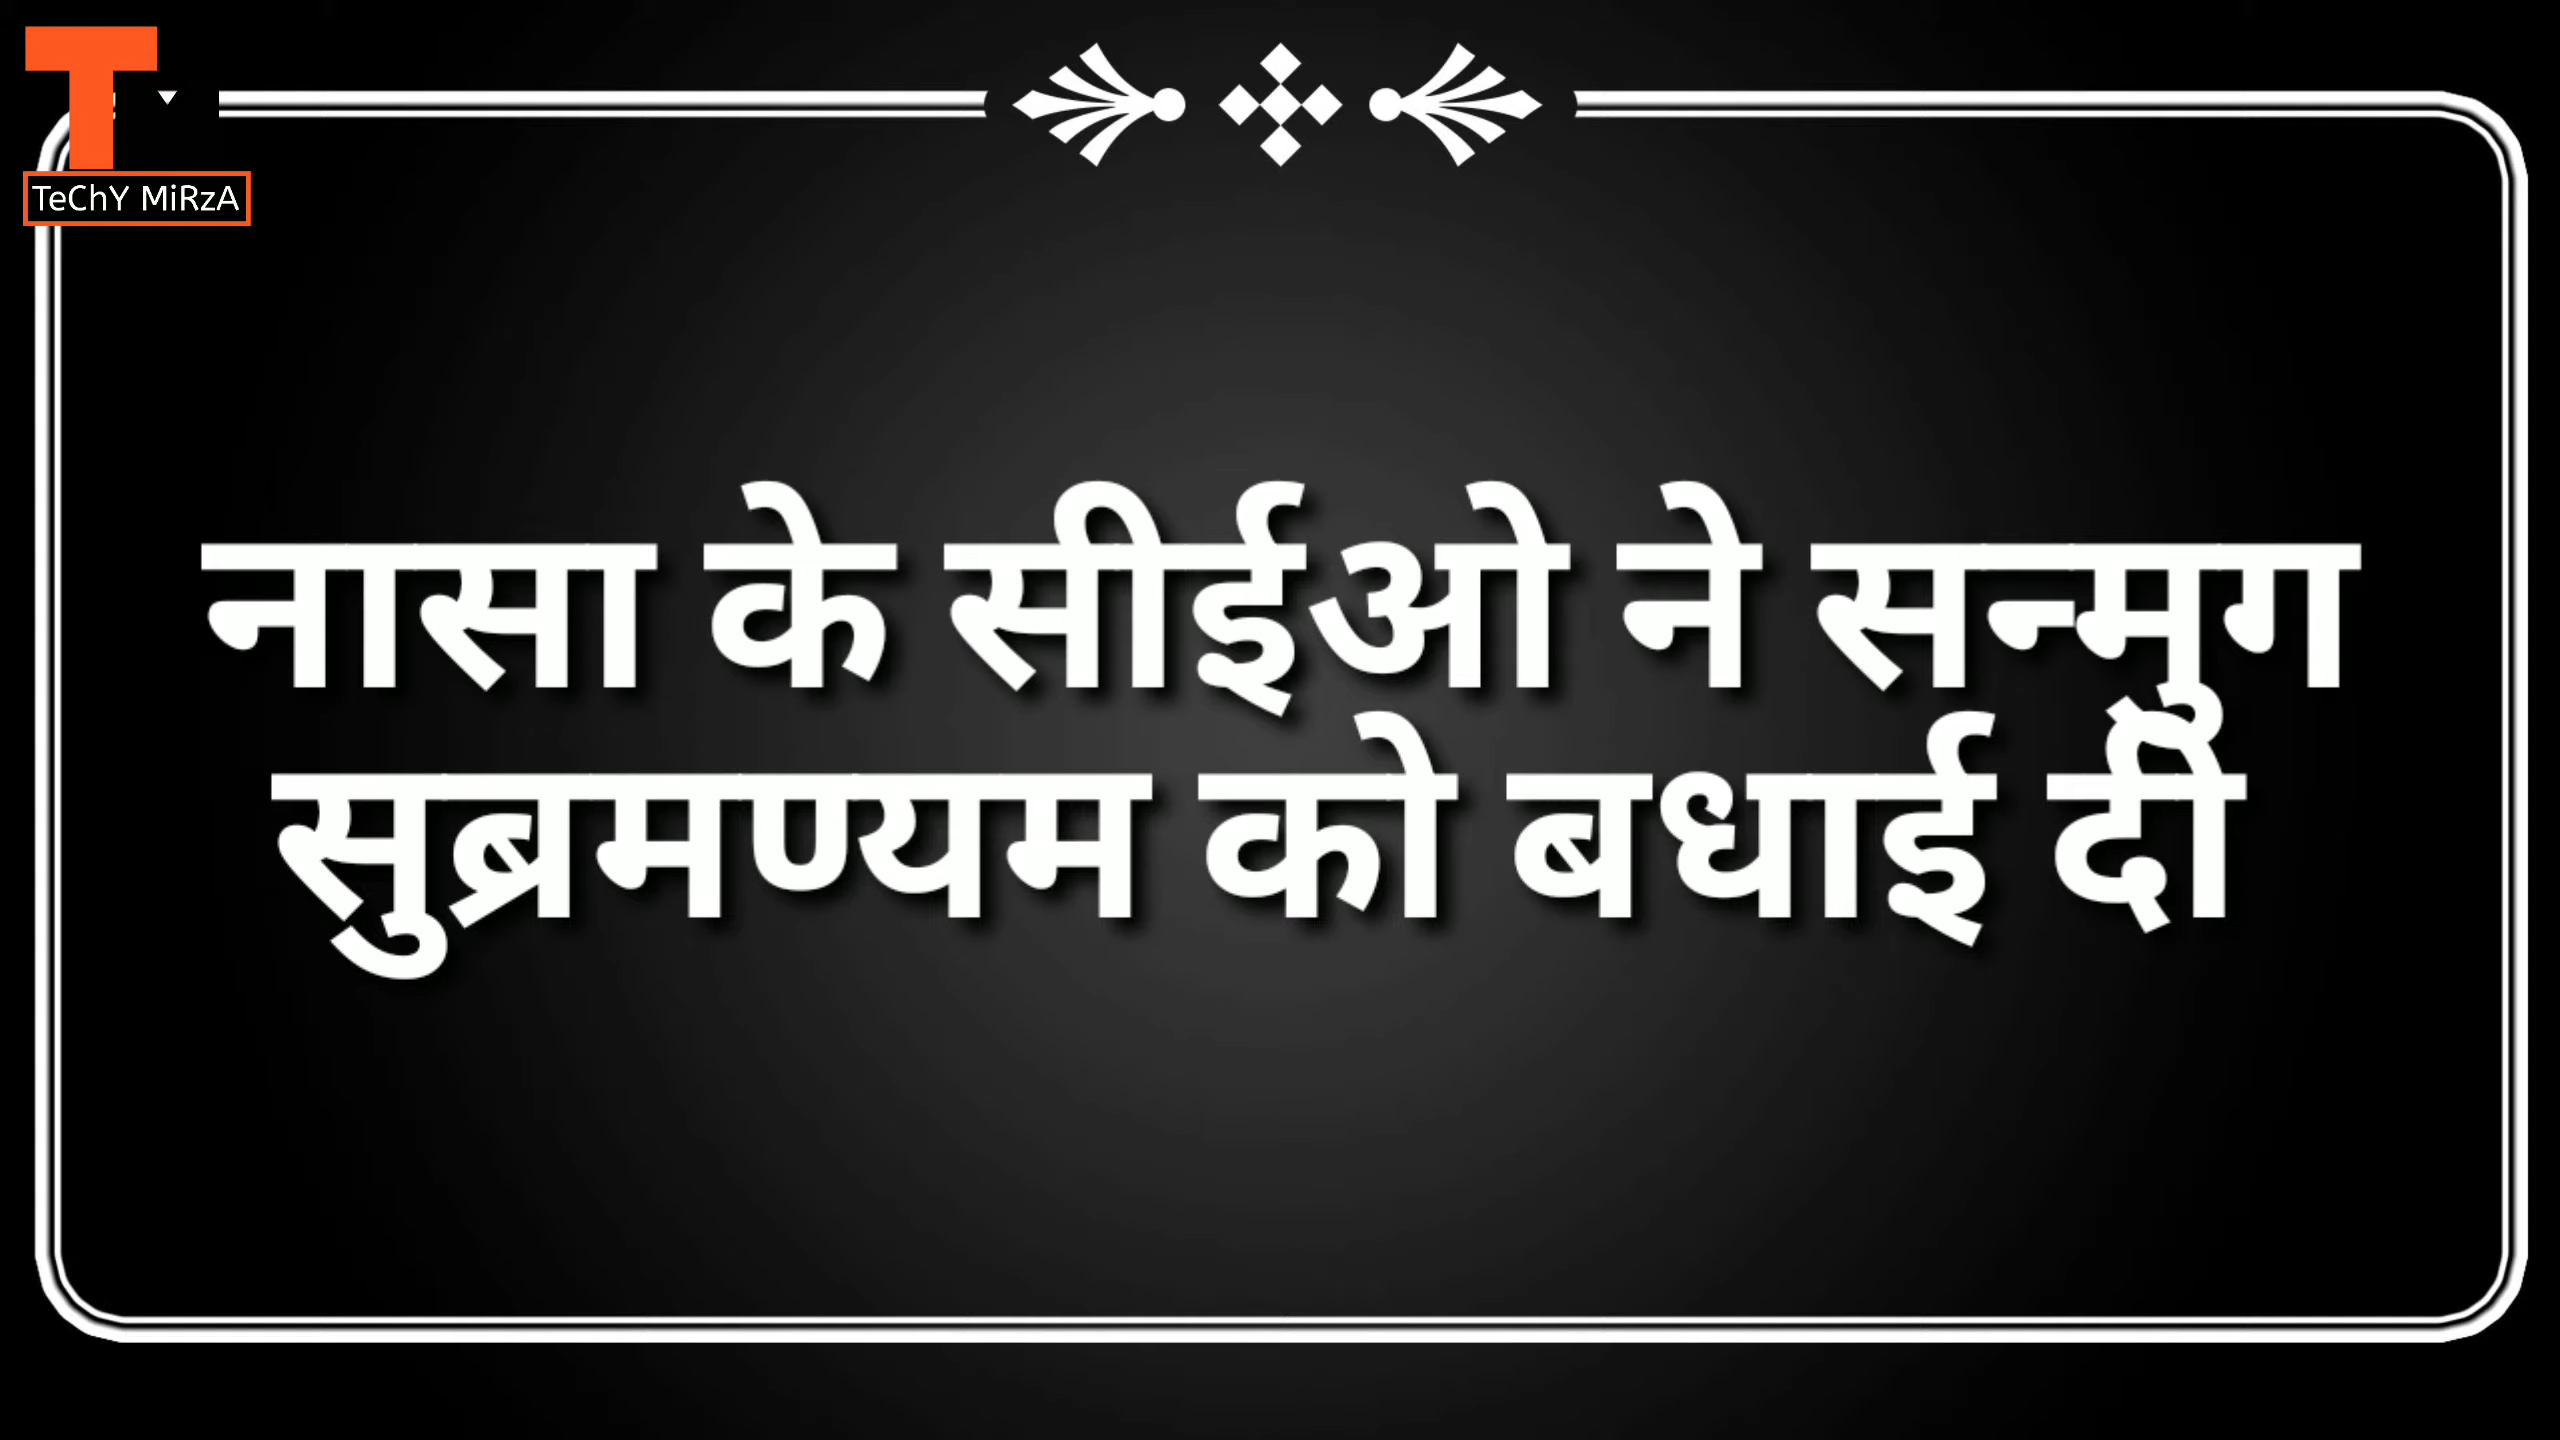 TeChY MiRzA
नासा के सीईओ ने सन्मुग
सुब्रमण्यम को बधाई दी